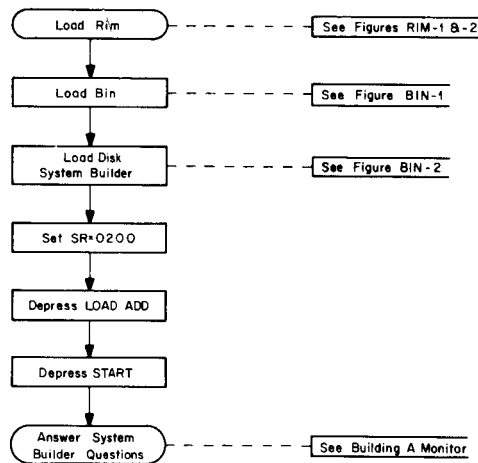 Load Rim
See Figures RIM-1 & -2
Load Bin
See Figure BIN-1
Load Disk
System Builder
See Figure BIN-2
Set SR=0200
Depress LOAD ADD
Depress START
Answer System
Builder Questions
See Building A Monitor